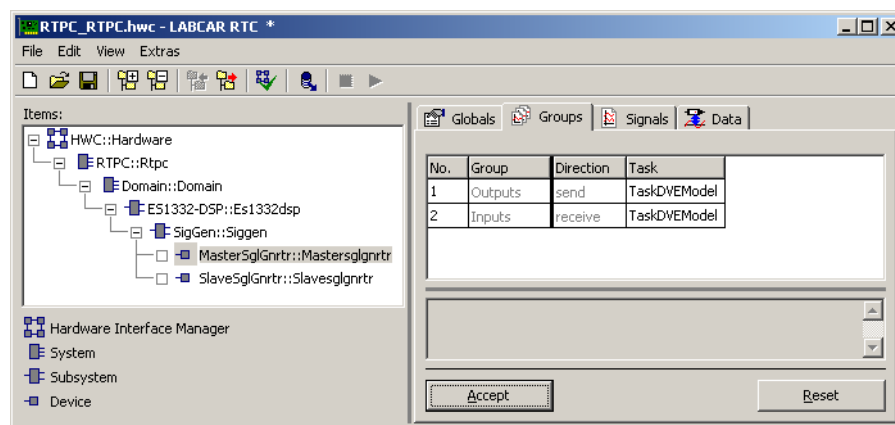 RTPC_RTPC.hwc - LABCAR RTC *
File Edit View Extras
Items:
HWC::Hardware
RTPC::Rtpc
Domain::Domain
ES1332-DSP::Es1332dsp
SigGen::Siggen
MasterSglGnrtr::Mastersglgnrtr
SlaveSglGnrtr::Slavesglgnrtr
Hardware Interface Manager
System
Subsystem
Device
Globals Groups Signals Data
No. Group Direction Task
1 Outputs send TaskDVEModel
2 Inputs receive TaskDVEModel
Accept Reset